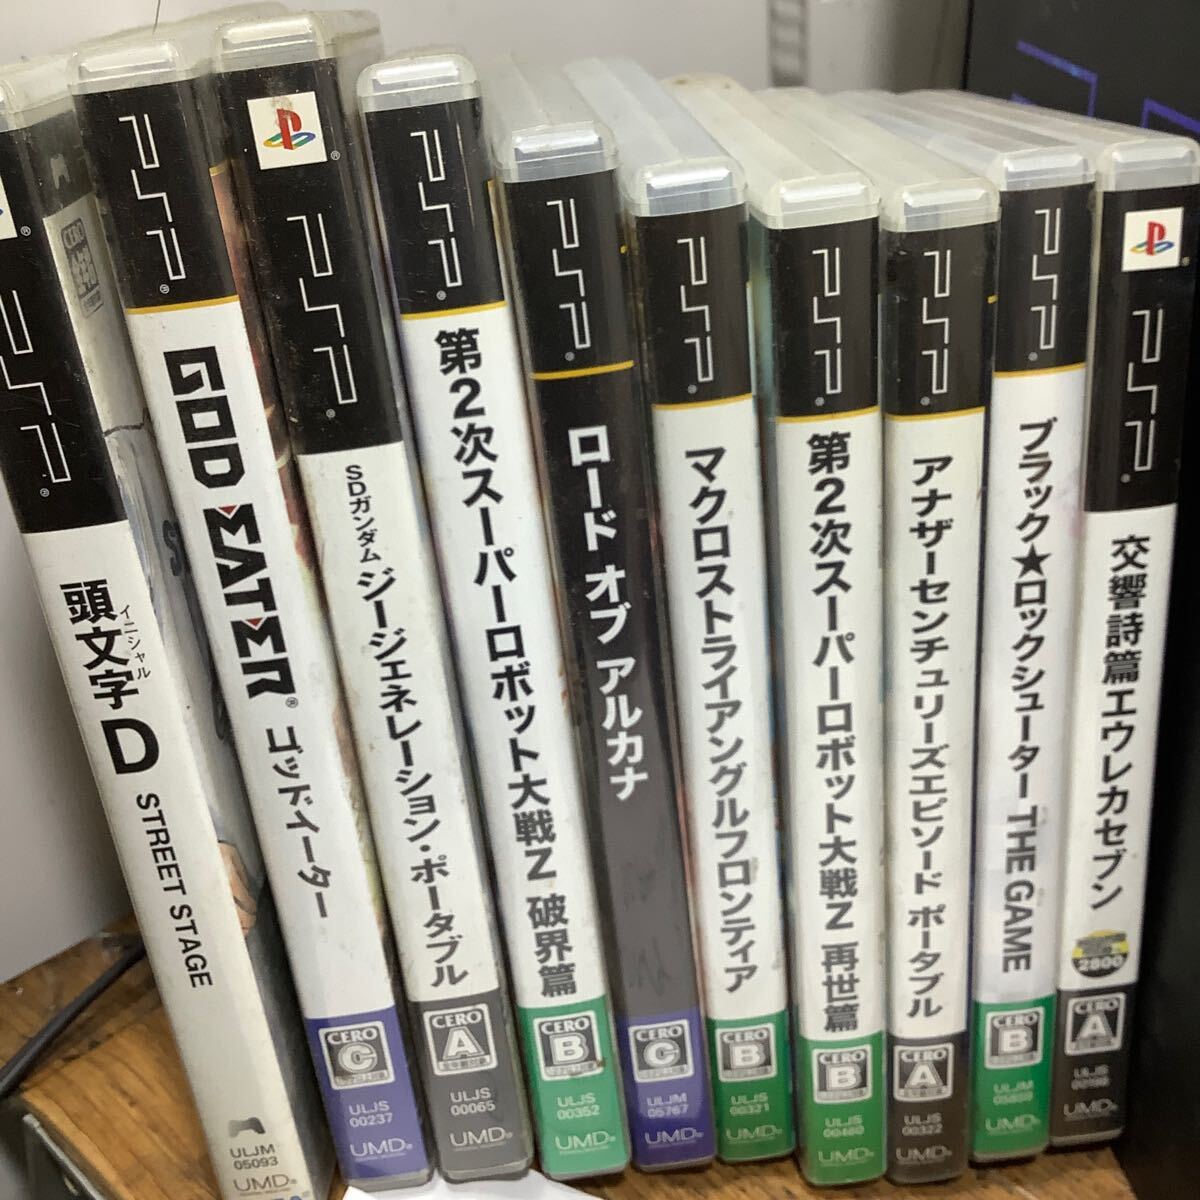 PSP®
頭文字D STREET STAGE
イニシャル
ULJM
05093
UMD®
PSP®
GOD EATER® ゴッドイーター
CERO
C
ULJS
00237
UMD®
PSP®
SDガンダム ジージェネレーション・ポータブル
CERO
A
ULJS
00065
UMD®
PSP®
第2次スーパーロボット大戦Z 破界篇
CERO
B
ULJS
00352
UMD®
PSP®
ロード オブ アルカナ
CERO
C
ULJM
05767
UMD®
PSP®
マクロストライアングルフロンティア
CERO
B
ULJS
00321
UMD®
PSP®
第2次スーパーロボット大戦Z 再世篇
CERO
B
ULJS
00460
UMD®
PSP®
アナザーセンチュリーズエピソード ポータブル
CERO
A
ULJS
00322
UMD®
PSP®
ブラック★ロックシューター THE GAME
CERO
B
ULJM
UMD®
PSP®
交響詩篇エウレカセブン
2800
CERO
A
ULJS
UMD®